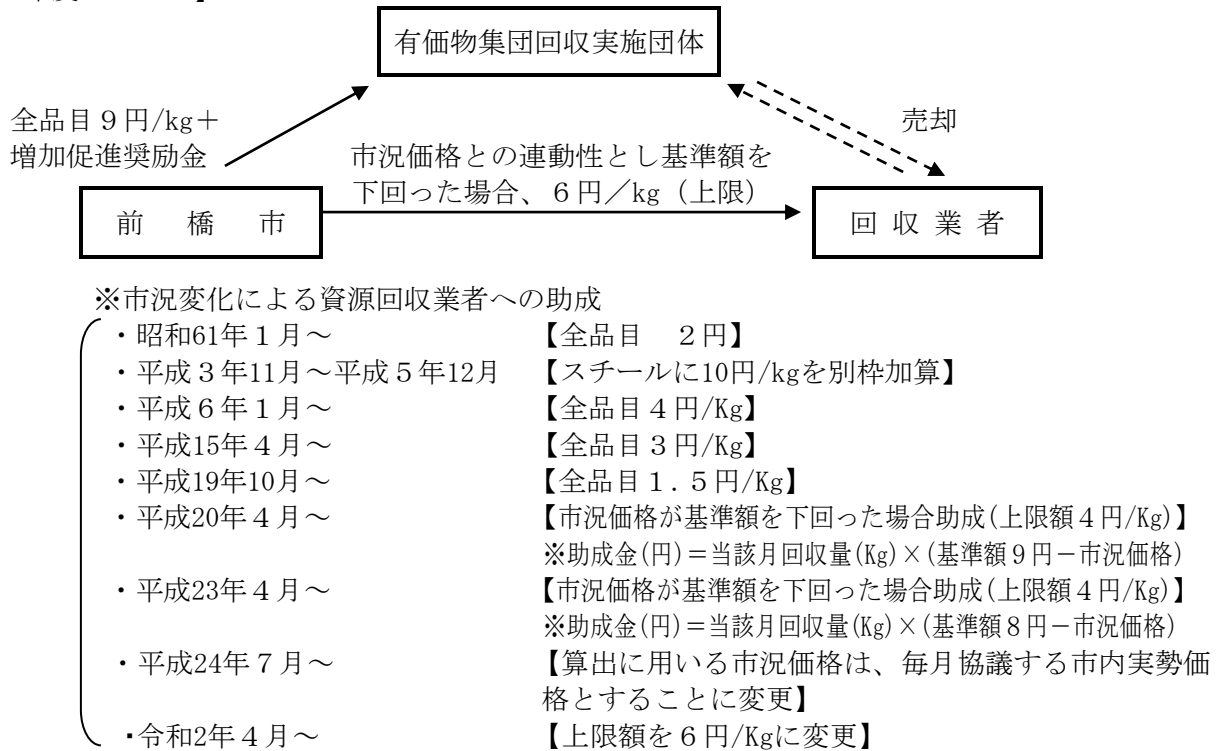 有価物集団回収実施団体
全品目９円/kg＋
増加促進奨励金
売却
市況価格との連動性とし基準額を
下回った場合、６円／kg（上限）
前　橋　市
回 収 業 者
※市況変化による資源回収業者への助成
・昭和61年１月～　【全品目　２円】
・平成３年11月～平成５年12月　【スチールに10円/kgを別枠加算】
・平成６年１月～　【全品目４円/Kg】
・平成15年４月～　【全品目３円/Kg】
・平成19年10月～　【全品目１．５円/Kg】
・平成20年４月～　【市況価格が基準額を下回った場合助成(上限額４円/Kg)】
※助成金(円)＝当該月回収量(Kg)×(基準額９円－市況価格)
・平成23年４月～　【市況価格が基準額を下回った場合助成(上限額４円/Kg)】
※助成金(円)＝当該月回収量(Kg)×(基準額８円－市況価格)
・平成24年７月～　【算出に用いる市況価格は、毎月協議する市内実勢価
格とすることに変更】
・令和2年４月～　【上限額を６円/Kgに変更】